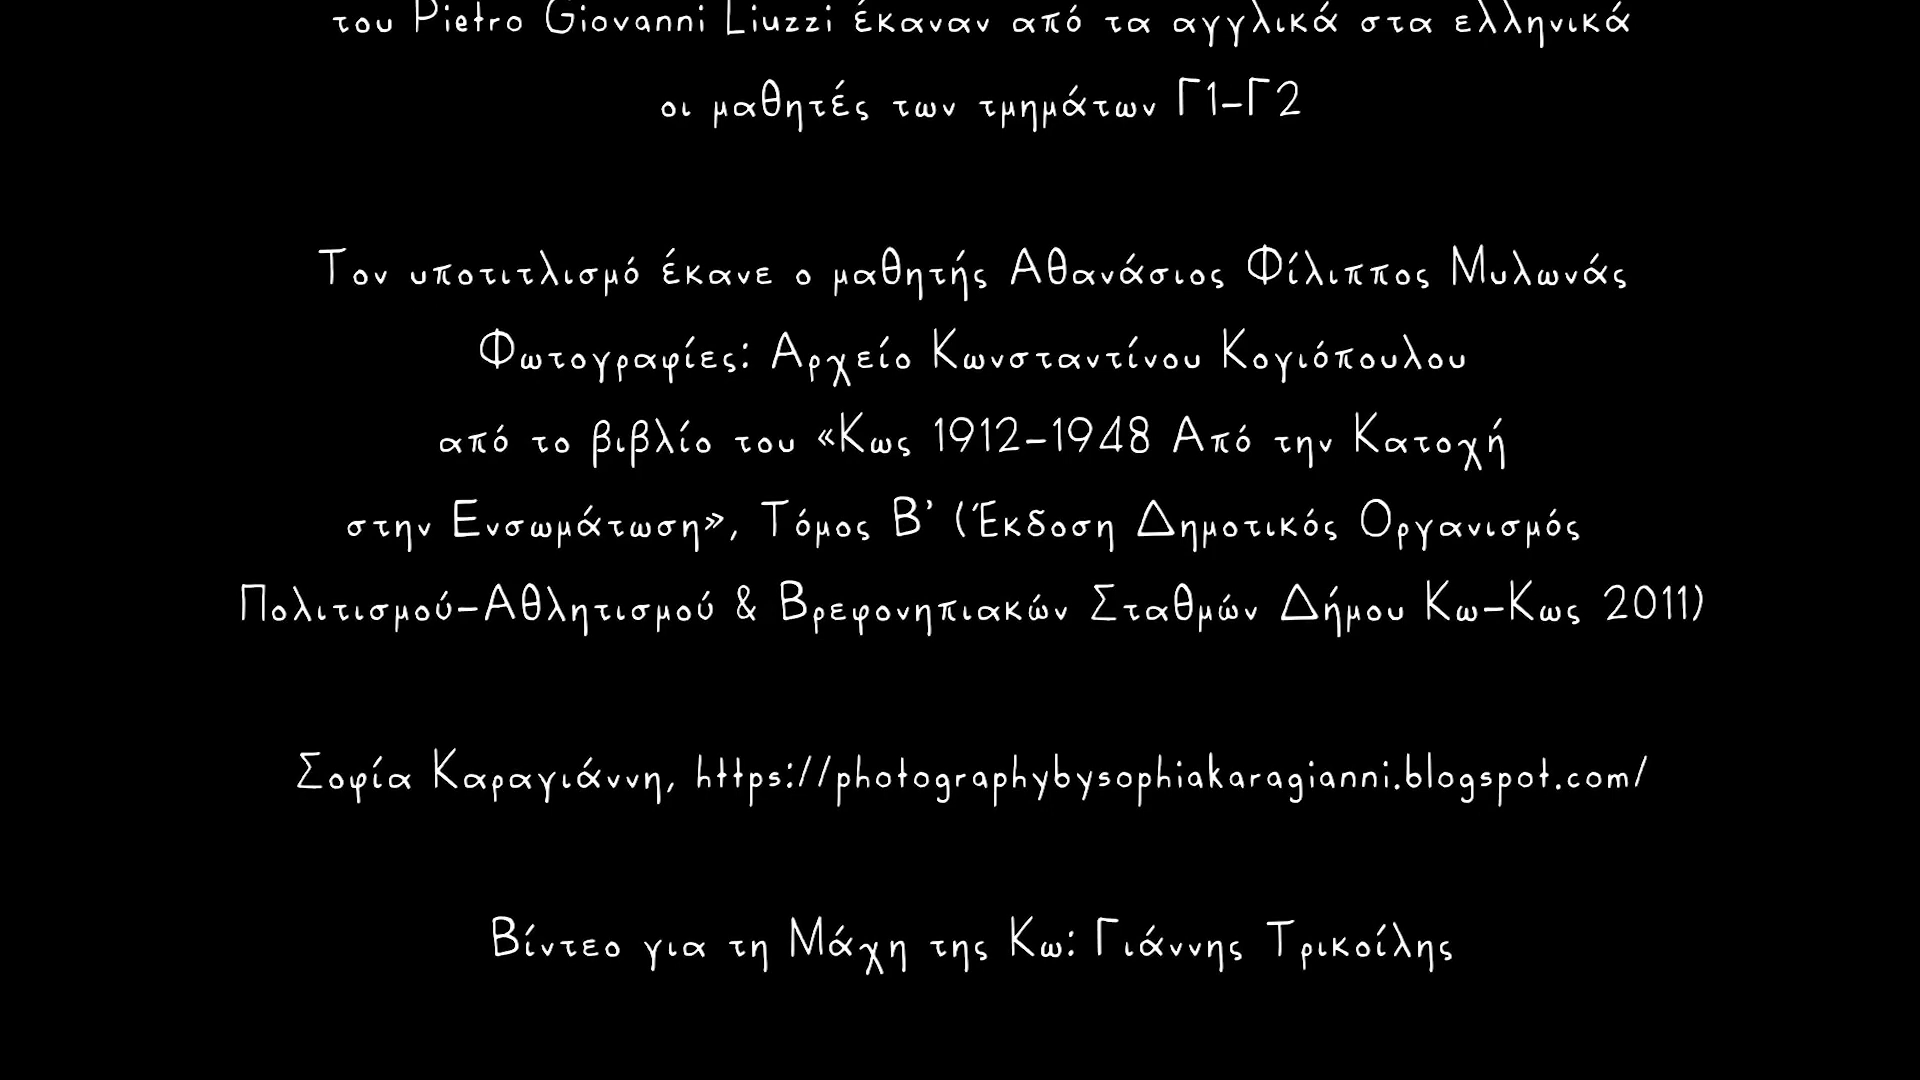 του Pietro Giovanni Liuzzi έκαναν από τα αγγλικά στα ελληνικά
οι μαθητές των τμημάτων Γ1-Γ2
Τον υποτιτλισμό έκανε ο μαθητής Αθανάσιος Φίλιππος Μυλωνάς
Φωτογραφίες: Αρχείο Κωνσταντίνου Κογιόπουλου
από το βιβλίο του «Κως 1912-1948 Από την Κατοχή
στην Ενσωμάτωση», Τόμος Β' (Έκδοση Δημοτικός Οργανισμός
Πολιτισμού-Αθλητισμού & Βρεφονηπιακών Σταθμών Δήμου Κω-Κως 2011)
Σοφία Καραγιάννη, https://photographybysophiakaragianni.blogspot.com/
Βίντεο για τη Μάχη της Κω: Γιάννης Τρικοίλης